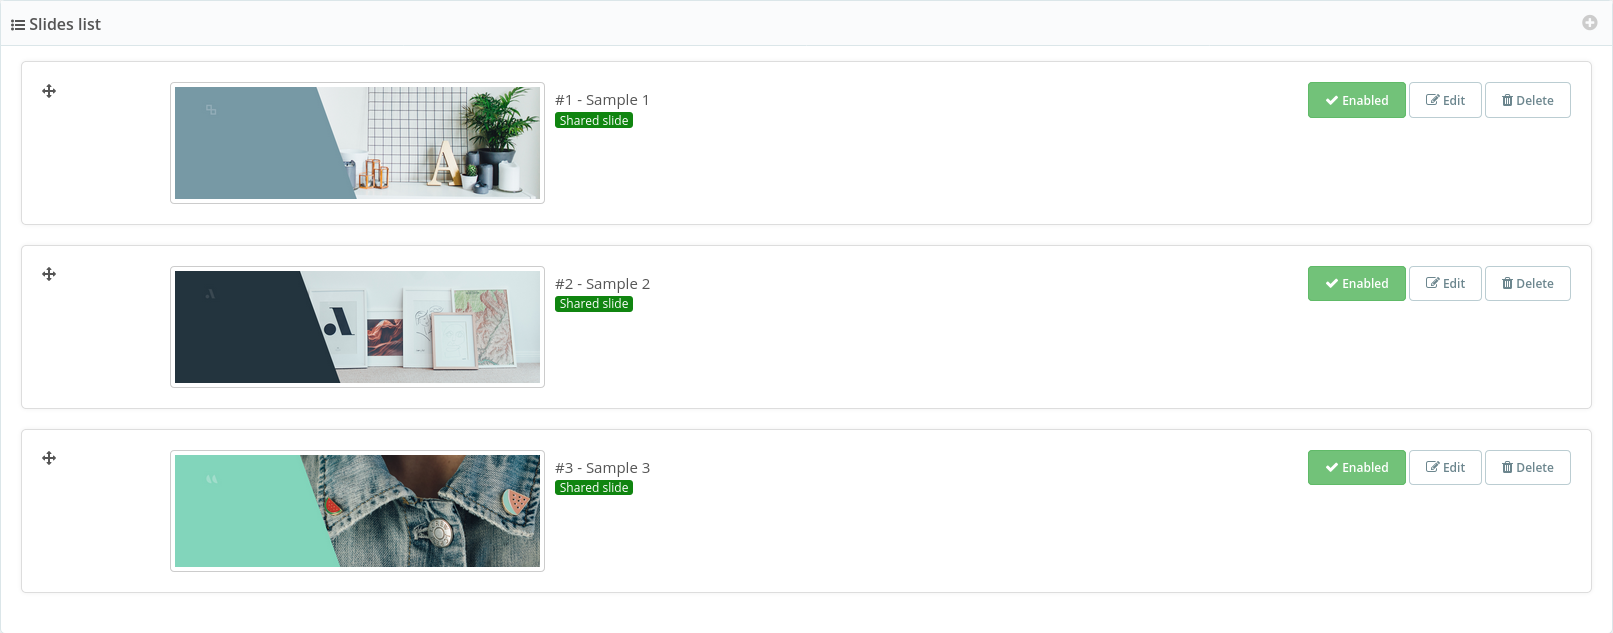 Slides list
#1 - Sample 1
Shared slide
Enabled
Edit
Delete
#2 - Sample 2
Shared slide
Enabled
Edit
Delete
#3 - Sample 3
Shared slide
Enabled
Edit
Delete